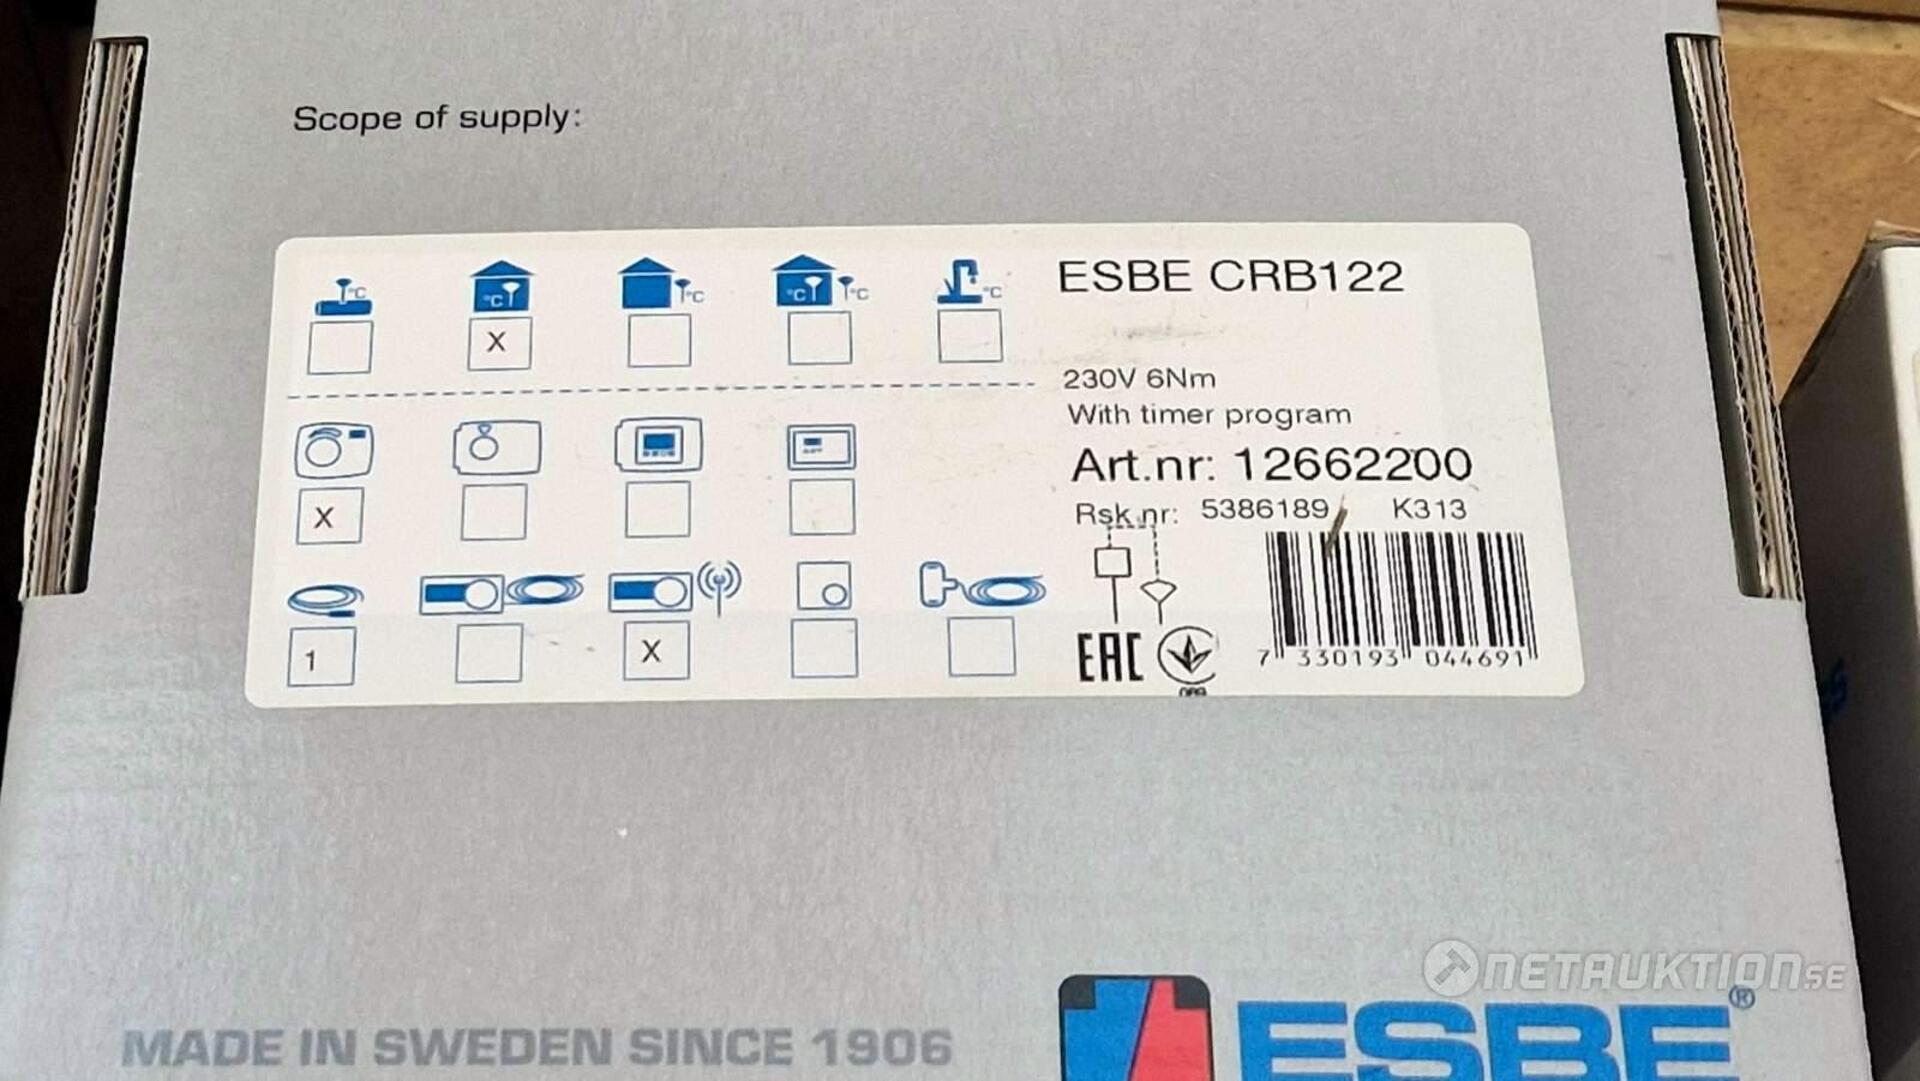 Scope of supply:
°C
°C
°C
°C °C
°C
X
X
1
X
ESBE CRB122
230V 6Nm
With timer program
Art.nr: 12662200
Rsk.nr: 5386189 K313
EAC
7 330193 044691
NETAUKTION.SE
MADE IN SWEDEN SINCE 1906
ESBE®